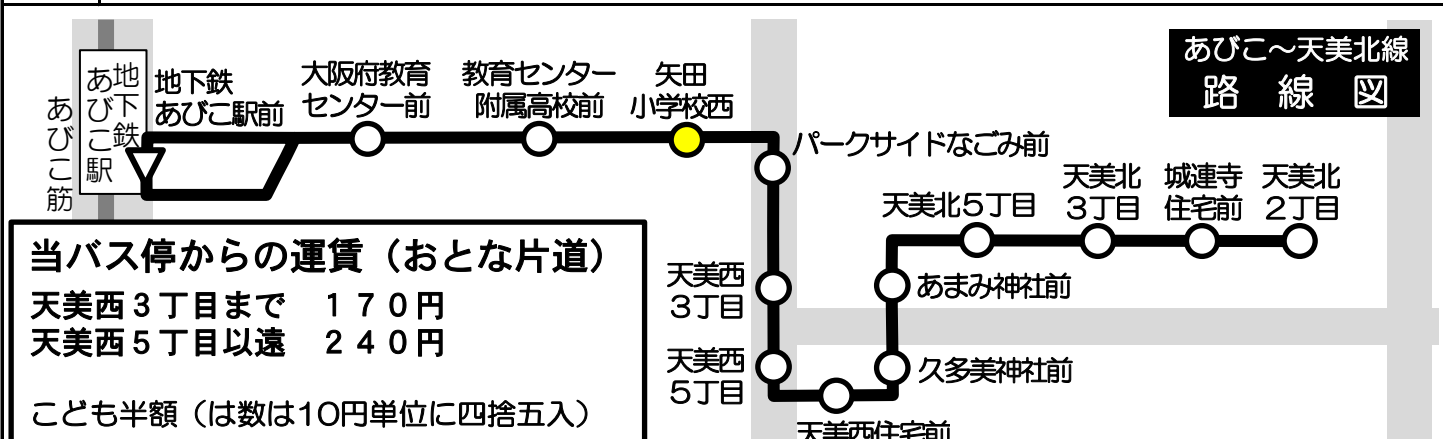 あびこ～天美北線
路線図
あびこ筋
地下鉄
あびこ駅
地下鉄
あびこ駅前
大阪府教育
センター前
教育センター
附属高校前
矢田
小学校西
パークサイドなごみ前
天美西
3丁目
天美西
5丁目
天美西住宅前
久多美神社前
あまみ神社前
天美北5丁目
天美北
3丁目
城連寺
住宅前
天美北
2丁目
当バス停からの運賃（おとな片道）
天美西３丁目まで　１７０円
天美西５丁目以遠　２４０円
こども半額（は数は10円単位に四捨五入）